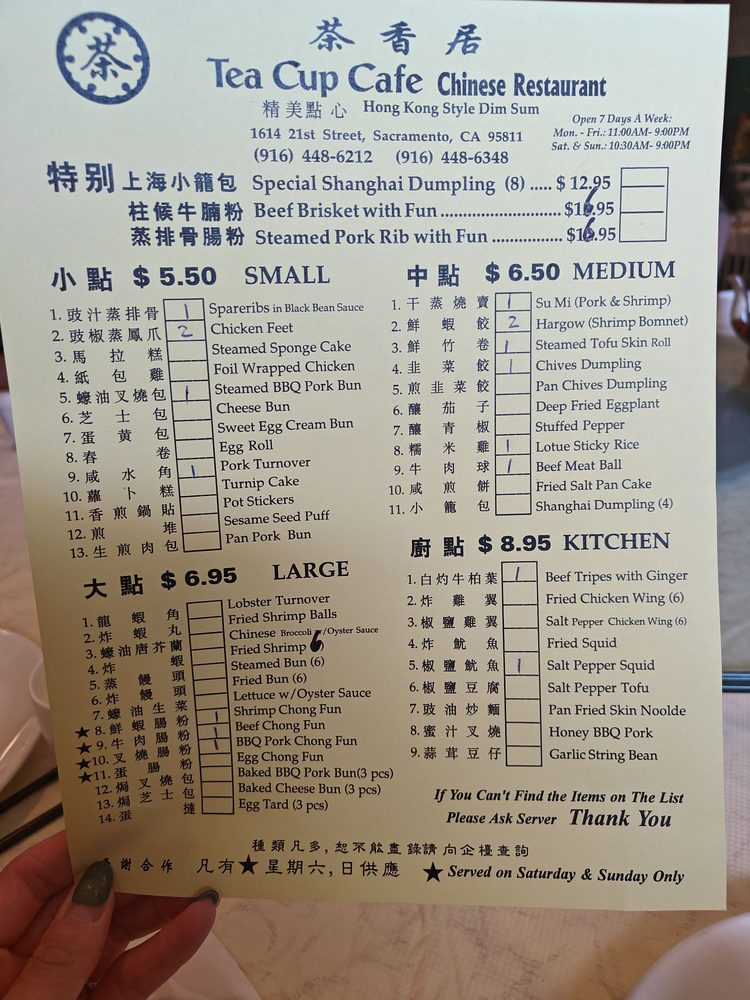 茶
茶香居
Tea Cup Cafe Chinese Restaurant
精美點心 Hong Kong Style Dim Sum
1614 21st Street, Sacramento, CA 95811
(916) 448-6212 (916) 448-6348
Open 7 Days A Week:
Mon. - Fri.: 11:00AM- 9:00PM
Sat. & Sun.: 10:30AM- 9:00PM
特别 上海小籠包 Special Shanghai Dumpling (8) ..... $ 12.95
柱候牛腩粉 Beef Brisket with Fun ........................ $16.95
蒸排骨腸粉 Steamed Pork Rib with Fun ................ $16.95
小點 $ 5.50 SMALL
1. 豉汁蒸排骨 1 Spareribs in Black Bean Sauce
2. 豉椒蒸鳳爪 2 Chicken Feet
3. 馬拉糕 Steamed Sponge Cake
4. 紙包雞 Foil Wrapped Chicken
5. 蠔油叉燒包 1 Steamed BBQ Pork Bun
6. 芝士包 Cheese Bun
7. 蛋黄包 Sweet Egg Cream Bun
8. 春卷 Egg Roll
9. 咸水角 1 Pork Turnover
10. 蘿卜糕 Turnip Cake
11. 香煎鍋貼 Pot Stickers
12. 煎堆 Sesame Seed Puff
13. 生煎肉包 Pan Pork Bun
中點 $ 6.50 MEDIUM
1. 干蒸燒賣 1 Su Mi (Pork & Shrimp)
2. 鮮蝦餃 2 Hargow (Shrimp Bomnet)
3. 鮮竹卷 1 Steamed Tofu Skin Roll
4. 韭菜餃 1 Chives Dumpling
5. 煎韭菜餃 Pan Chives Dumpling
6. 釀茄子 Deep Fried Eggplant
7. 釀青椒 Stuffed Pepper
8. 糯米雞 1 Lotue Sticky Rice
9. 牛肉球 1 Beef Meat Ball
10. 咸煎餅 Fried Salt Pan Cake
11. 小籠包 Shanghai Dumpling (4)
大點 $ 6.95 LARGE
1. 龍蝦角 Lobster Turnover
2. 炸蝦丸 Fried Shrimp Balls
3. 蠔油唐芥蘭 Chinese Broccoli/Oyster Sauce
4. 炸蝦 Fried Shrimp 6
5. 蒸饅頭 Steamed Bun (6)
6. 炸饅頭 Fried Bun (6)
7. 蠔油生菜 Lettuce w/Oyster Sauce
★8. 鮮蝦腸粉 1 Shrimp Chong Fun
★9. 牛肉腸粉 1 Beef Chong Fun
★10. 叉燒腸粉 BBQ Pork Chong Fun
★11. 蛋腸粉 Egg Chong Fun
12. 焗叉燒包 Baked BBQ Pork Bun(3 pcs)
13. 焗芝士包 Baked Cheese Bun (3 pcs)
14. 蛋撻 Egg Tard (3 pcs)
廚點 $ 8.95 KITCHEN
1. 白灼牛柏葉 1 Beef Tripes with Ginger
2. 炸雞翼 Fried Chicken Wing (6)
3. 椒鹽雞翼 Salt Pepper Chicken Wing (6)
4. 炸魷魚 Fried Squid
5. 椒鹽魷魚 1 Salt Pepper Squid
6. 椒鹽豆腐 Salt Pepper Tofu
7. 豉油炒麵 Pan Fried Skin Noolde
8. 蜜汁叉燒 Honey BBQ Pork
9. 蒜茸豆仔 Garlic String Bean
If You Can't Find the Items on The List
Please Ask Server Thank You
種類凡多, 恕不能盡錄請向企檯查詢
謝合作 凡有★星期六,日供應 ★ Served on Saturday & Sunday Only